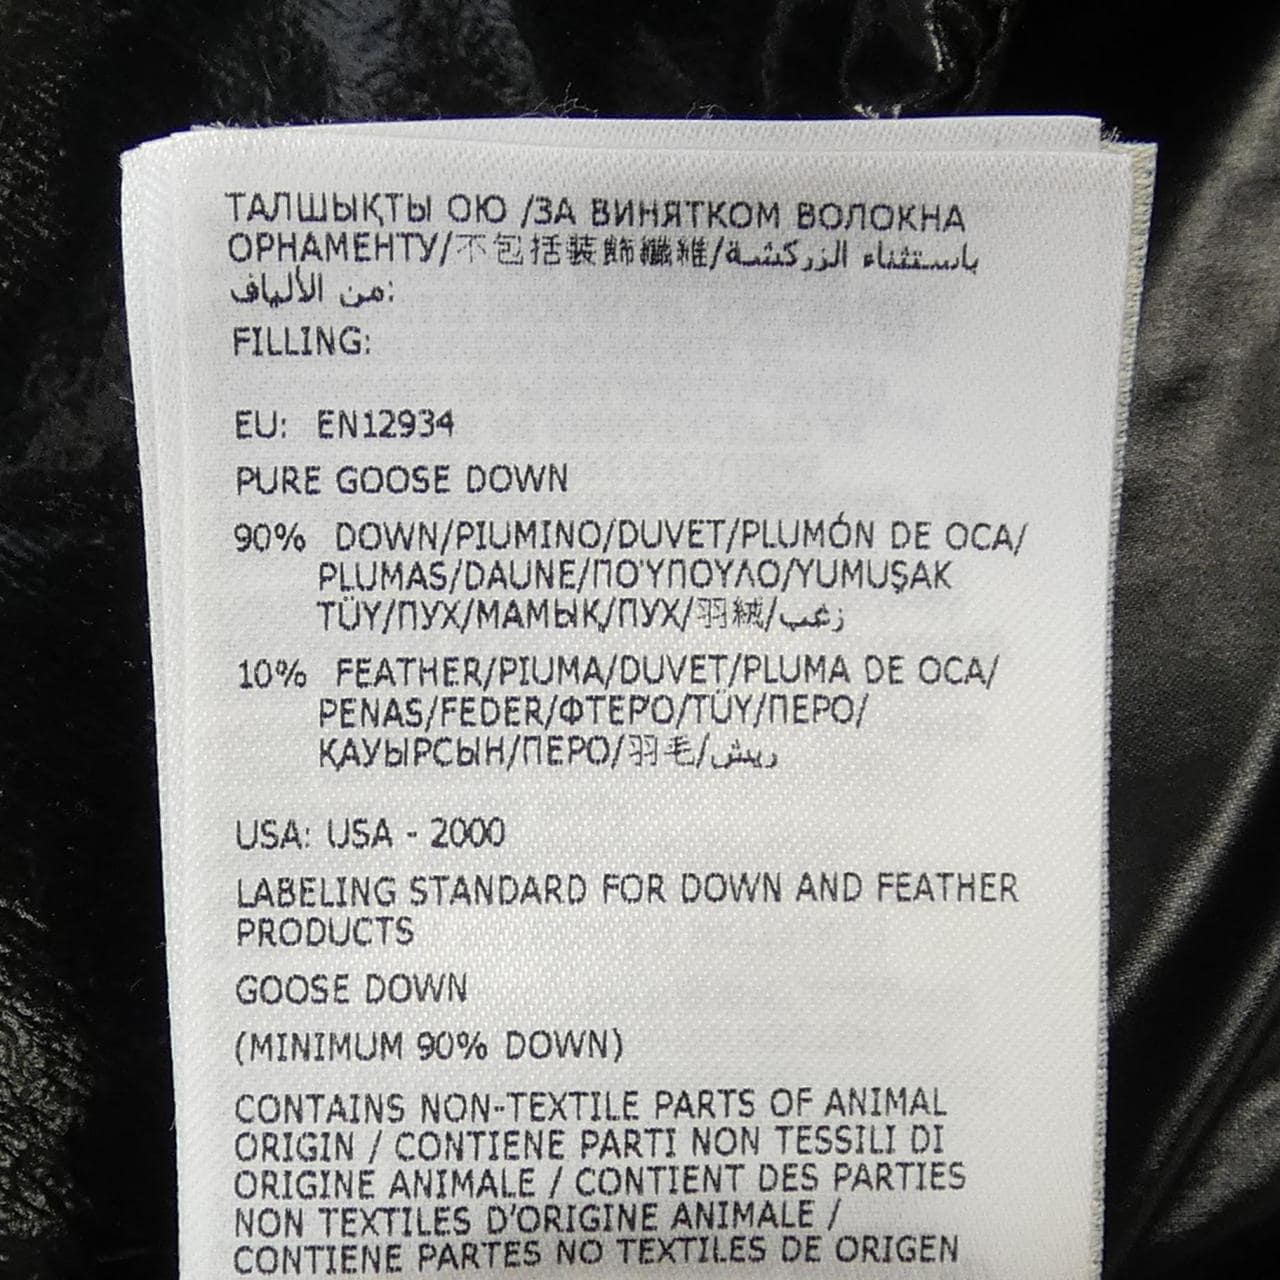 ТАЛШЫҚТЫ ОЮ /ЗА ВИНЯТКОМ ВОЛОКНА
ОРНАМЕНТУ/不包括装飾纖維/باستثناء الزركشة
من الألياف:
FILLING:
EU: EN12934
PURE GOOSE DOWN
90% DOWN/PIUMINO/DUVET/PLUMÓN DE OCA/
PLUMAS/DAUNE/ΠΟΎΠΟΥΛΟ/YUMUŞAK
TÜY/ПУХ/МАМЫҚ/ПУХ/羽絨/زغب
10% FEATHER/PIUMA/DUVET/PLUMA DE OCA/
PENAS/FEDER/ΦΤΕΡΌ/TÜY/ПЕРО/
ҚАУЫРСЫН/ПЕРО/羽毛/ريش
USA: USA - 2000
LABELING STANDARD FOR DOWN AND FEATHER
PRODUCTS
GOOSE DOWN
(MINIMUM 90% DOWN)
CONTAINS NON-TEXTILE PARTS OF ANIMAL
ORIGIN / CONTIENE PARTI NON TESSILI DI
ORIGINE ANIMALE / CONTIENT DES PARTIES
NON TEXTILES D'ORIGINE ANIMALE /
CONTIENE PARTES NO TEXTILES DE ORIGEN